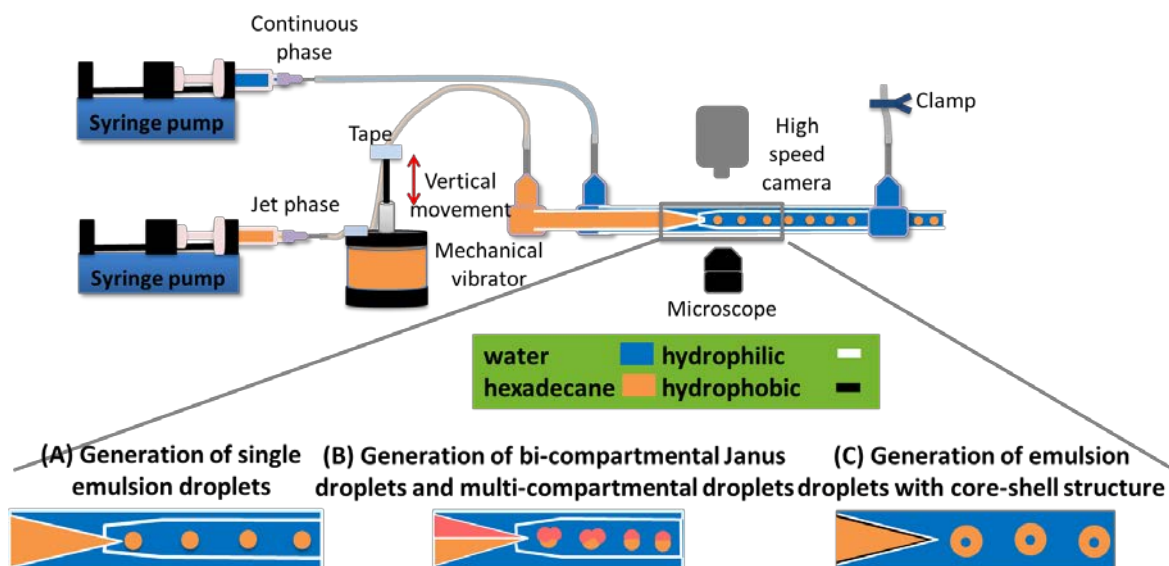 Continuous
phase
Syringe pump
Clamp
Tape
High
speed
camera
Vertical
movement
Jet phase
Mechanical
vibrator
Syringe pump
Microscope
water hydrophilic
hexadecane hydrophobic
(A) Generation of single
emulsion droplets
(B) Generation of bi-compartmental Janus
droplets and multi-compartmental droplets
(C) Generation of emulsion
droplets with core-shell structure